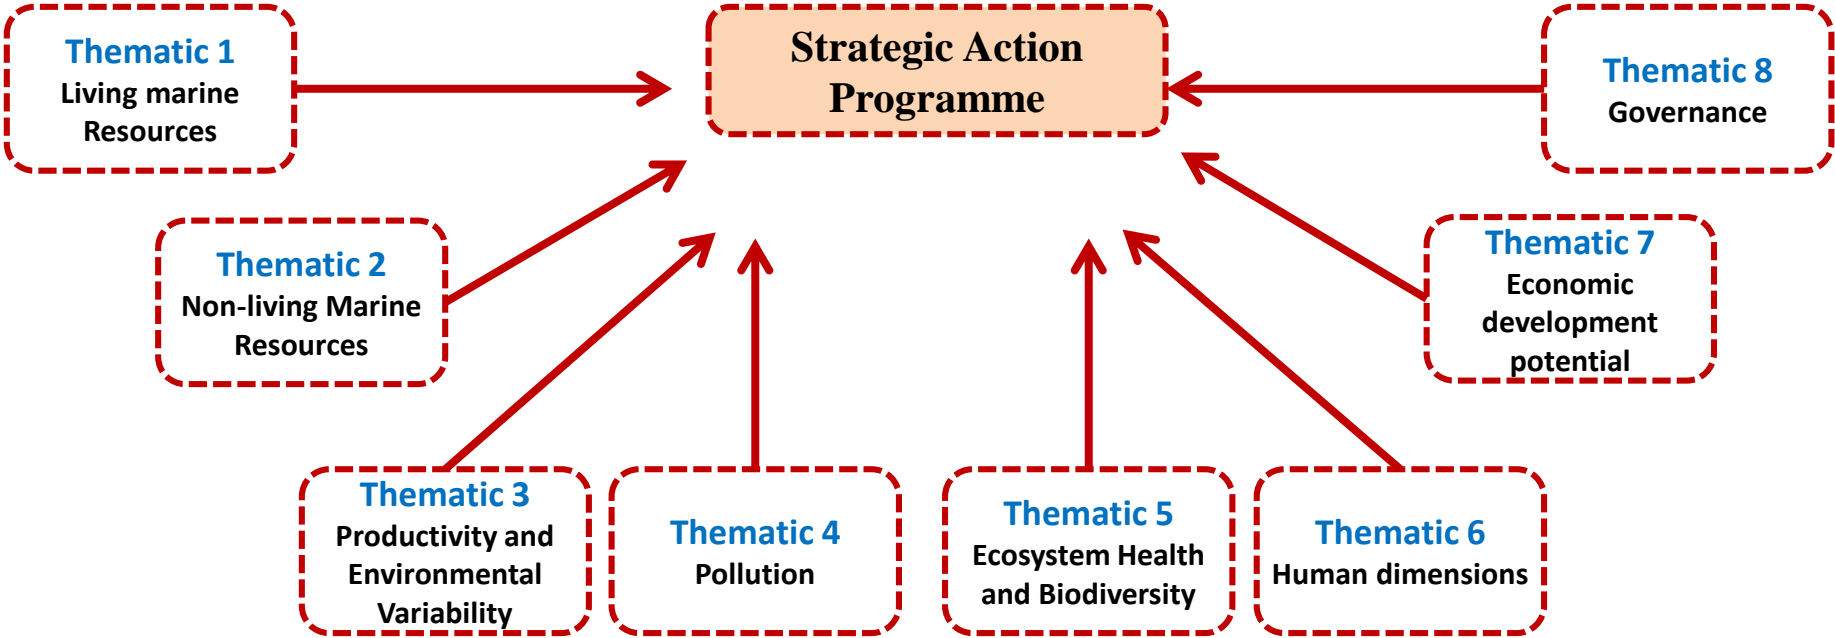 Strategic Action
Programme
Thematic 1
Living marine
Resources
Thematic 2
Non-living Marine
Resources
Thematic 3
Productivity and
Environmental
Variability
Thematic 4
Pollution
Thematic 5
Ecosystem Health
and Biodiversity
Thematic 6
Human dimensions
Thematic 7
Economic
development
potential
Thematic 8
Governance